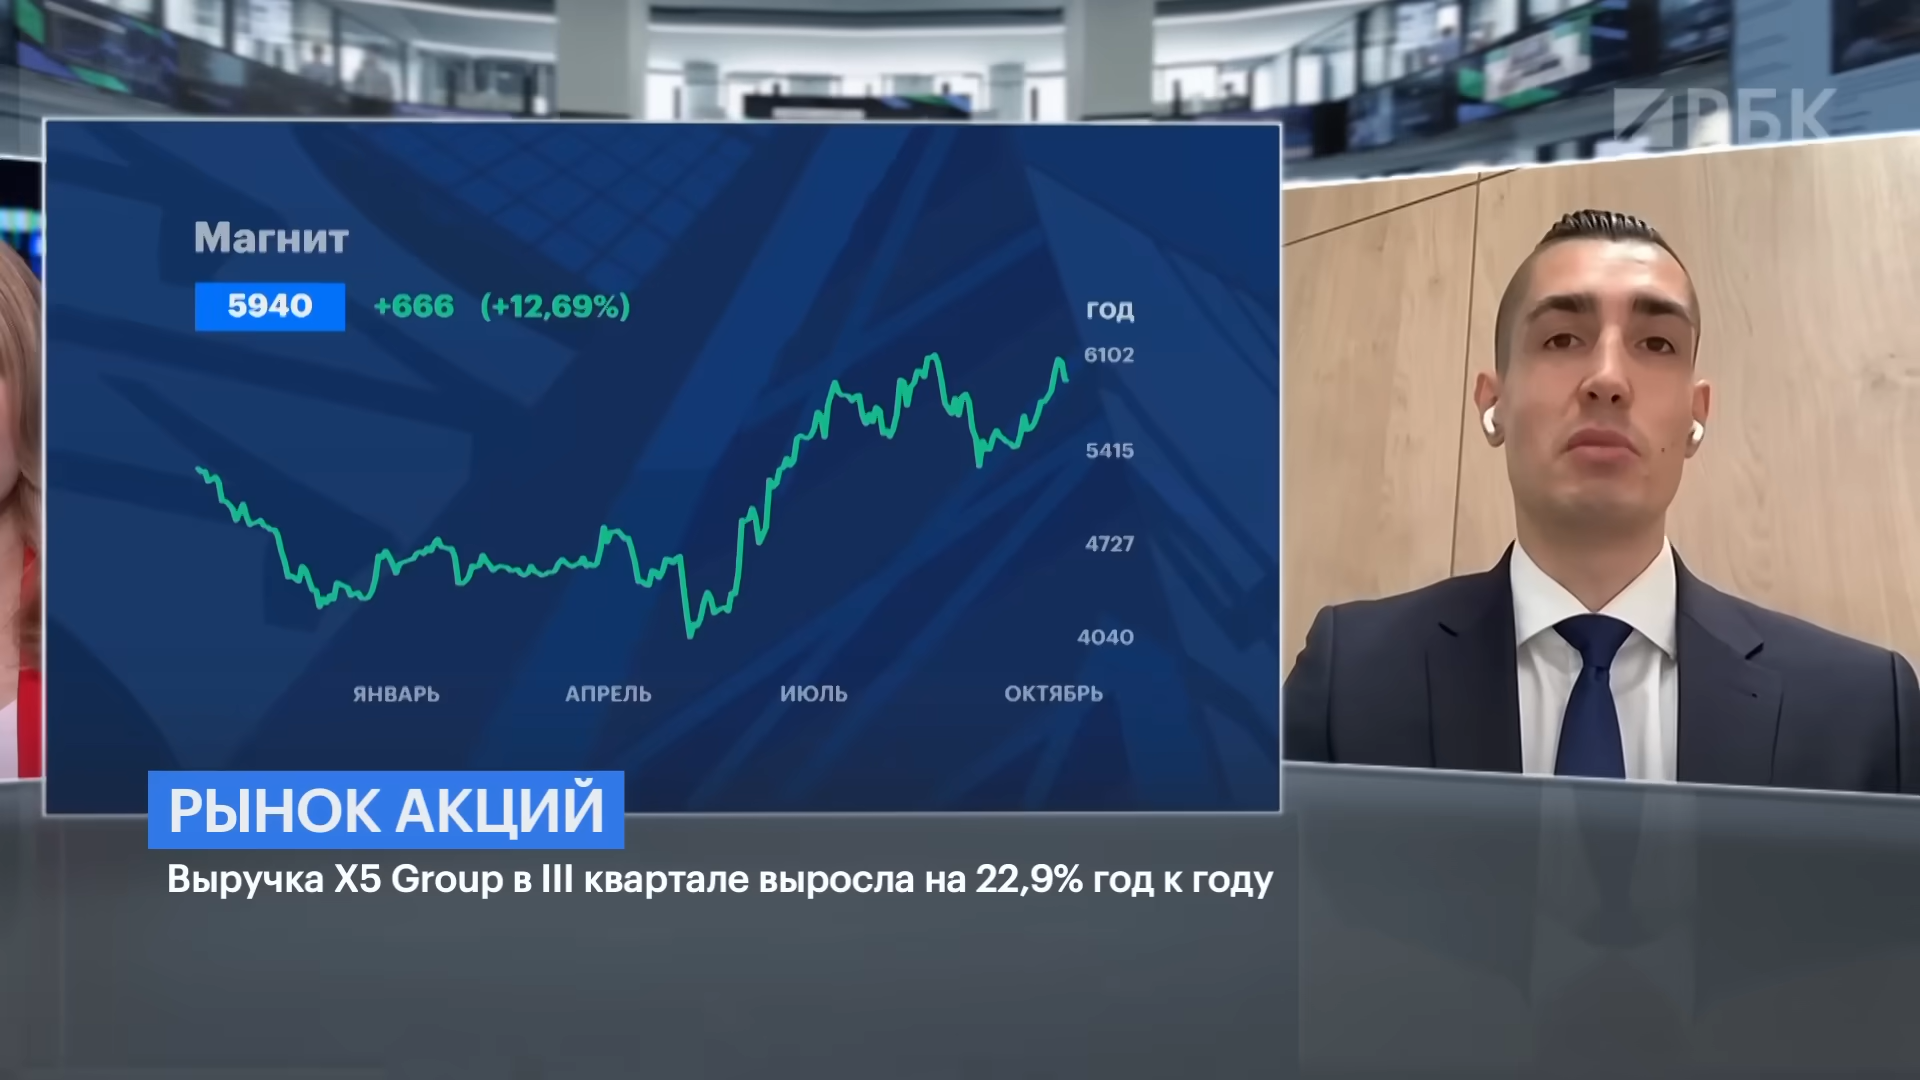 РБК
Магнит
5940 +666 (+12,69%)
ГОД
6102
5415
4727
4040
ЯНВАРЬ АПРЕЛЬ ИЮЛЬ ОКТЯБРЬ
РЫНОК АКЦИЙ
Выручка X5 Group в III квартале выросла на 22,9% год к году